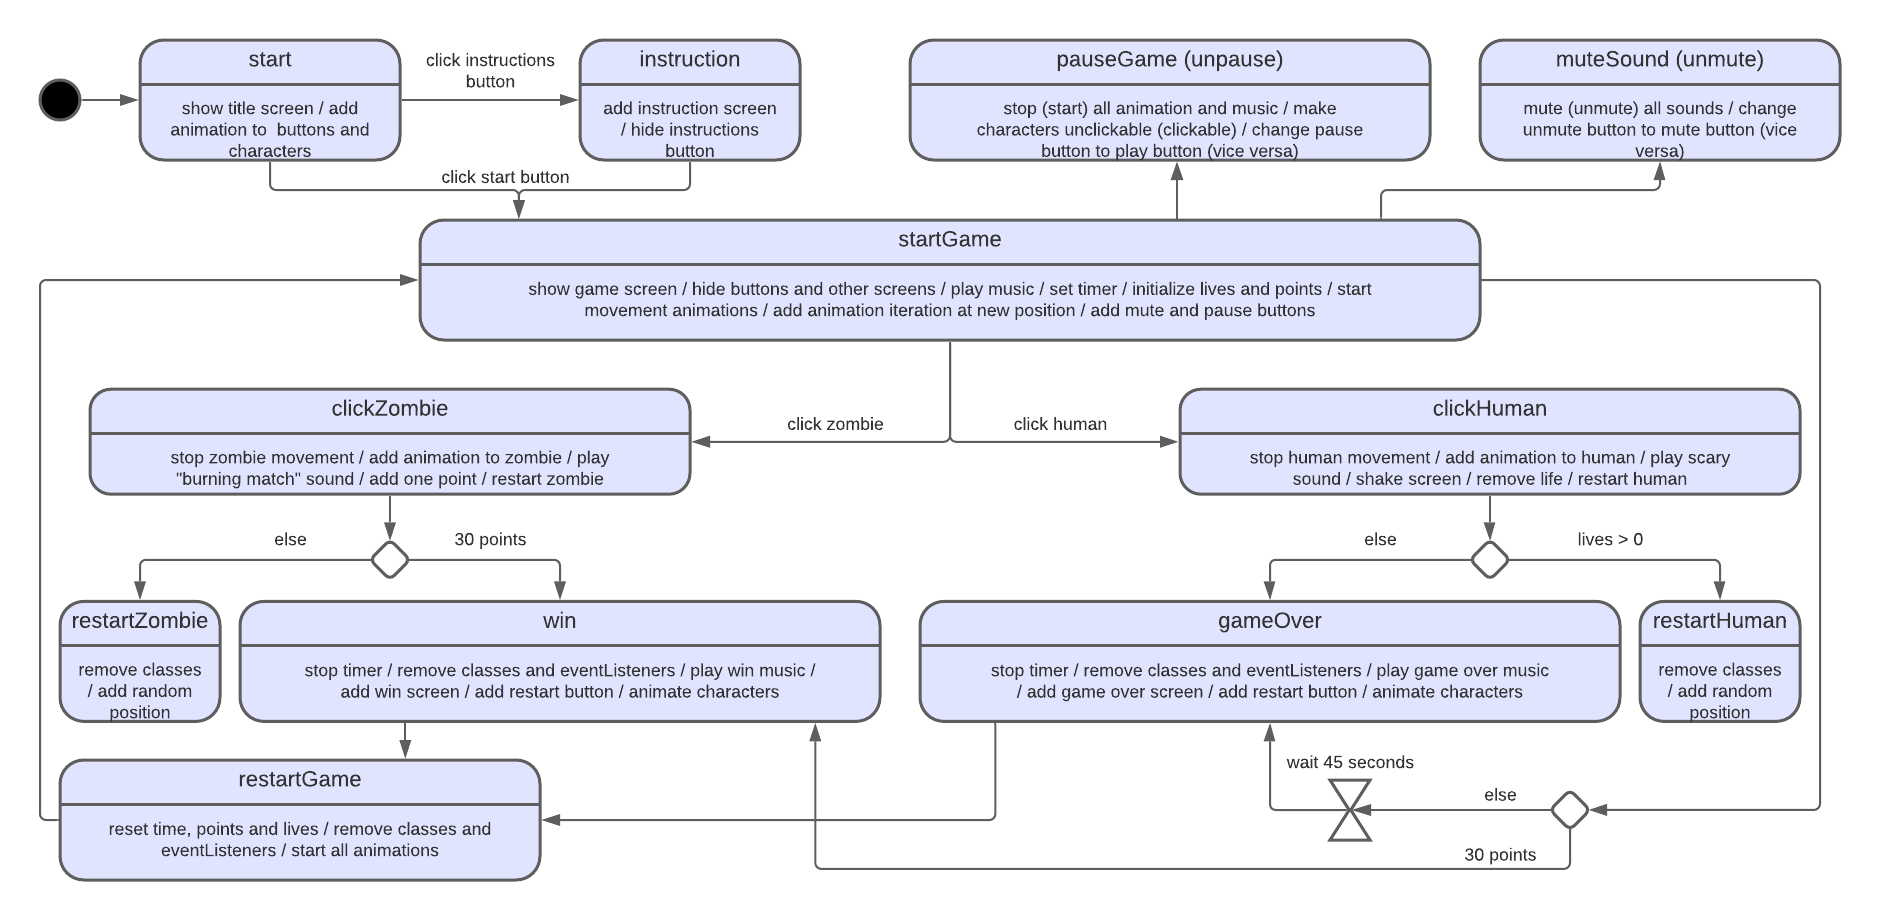 start
show title screen / add
animation to buttons and
characters
click instructions
button
instruction
add instruction screen
/ hide instructions
button
pauseGame (unpause)
stop (start) all animation and music / make
characters unclickable (clickable) / change pause
button to play button (vice versa)
muteSound (unmute)
mute (unmute) all sounds / change
unmute button to mute button (vice
versa)
click start button
startGame
show game screen / hide buttons and other screens / play music / set timer / initialize lives and points / start
movement animations / add animation iteration at new position / add mute and pause buttons
clickZombie
stop zombie movement / add animation to zombie / play
"burning match" sound / add one point / restart zombie
click zombie
click human
clickHuman
stop human movement / add animation to human / play scary
sound / shake screen / remove life / restart human
else
30 points
else
lives > 0
restartZombie
remove classes
/ add random
position
win
stop timer / remove classes and eventListeners / play win music /
add win screen / add restart button / animate characters
gameOver
stop timer / remove classes and eventListeners / play game over music
/ add game over screen / add restart button / animate characters
restartHuman
remove classes
/ add random
position
restartGame
reset time, points and lives / remove classes and
eventListeners / start all animations
wait 45 seconds
else
30 points